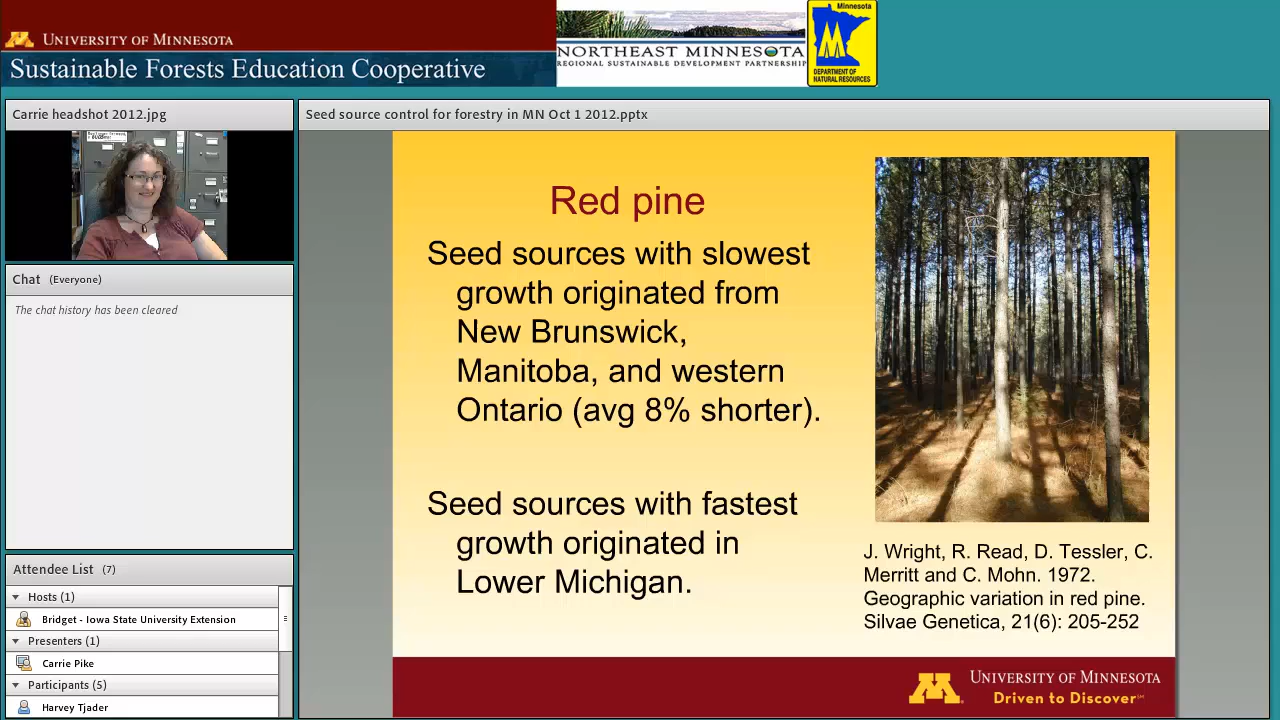 UNIVERSITY OF MINNESOTA
Sustainable Forests Education Cooperative
NORTHEAST MINNESOTA
REGIONAL SUSTAINABLE DEVELOPMENT PARTNERSHIP
Minnesota
DEPARTMENT OF
NATURAL RESOURCES
Carrie headshot 2012.jpg
Chat (Everyone)
The chat history has been cleared
Attendee List (7)
Hosts (1)
Bridget - Iowa State University Extension
Presenters (1)
Carrie Pike
Participants (5)
Harvey Tjader
Seed source control for forestry in MN Oct 1 2012.pptx
Red pine
Seed sources with slowest
growth originated from
New Brunswick,
Manitoba, and western
Ontario (avg 8% shorter).
Seed sources with fastest
growth originated in
Lower Michigan.
J. Wright, R. Read, D. Tessler, C.
Merritt and C. Mohn. 1972.
Geographic variation in red pine.
Silvae Genetica, 21(6): 205-252
UNIVERSITY OF MINNESOTA
Driven to Discover℠